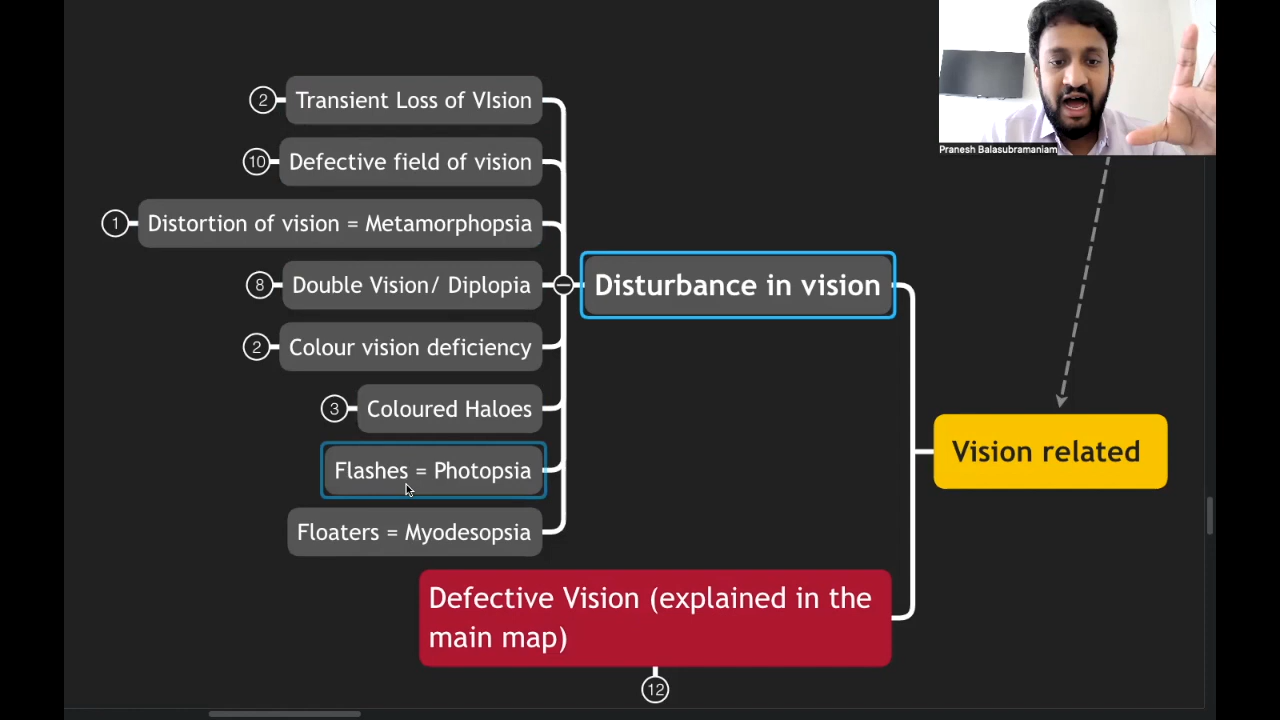 Pranesh Balasubramaniam
2
Transient Loss of VIsion
10
Defective field of vision
1
Distortion of vision = Metamorphopsia
8
Double Vision/ Diplopia
Disturbance in vision
2
Colour vision deficiency
3
Coloured Haloes
Flashes = Photopsia
Vision related
Floaters = Myodesopsia
Defective Vision (explained in the
main map)
12